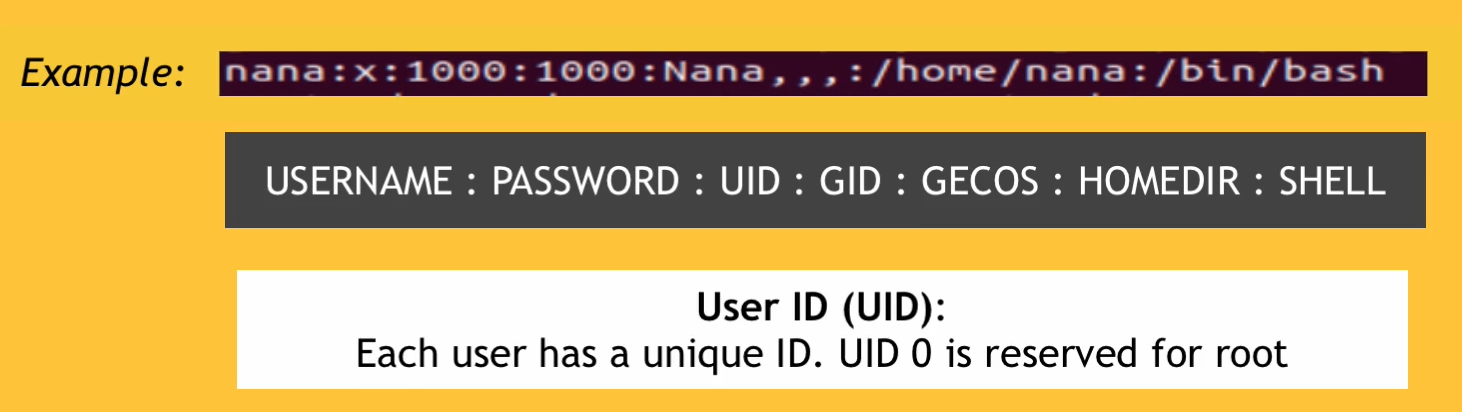 Example:
nana:x:1000:1000:Nana,,,:/home/nana:/bin/bash
USERNAME : PASSWORD : UID : GID : GECOS : HOMEDIR : SHELL
User ID (UID):
Each user has a unique ID. UID 0 is reserved for root